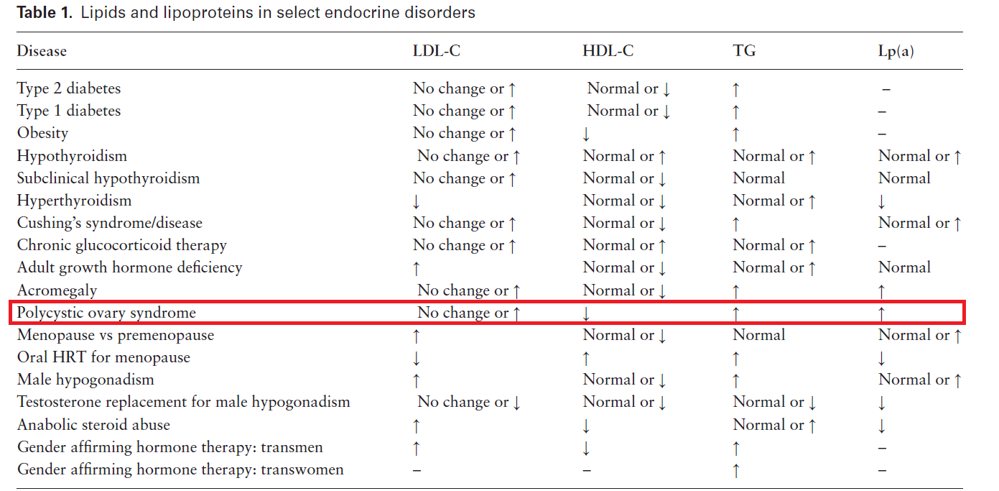 Table 1. Lipids and lipoproteins in select endocrine disorders
Disease LDL-C HDL-C TG Lp(a)
Type 2 diabetes No change or ↑ Normal or ↓ ↑ –
Type 1 diabetes No change or ↑ Normal or ↓ ↑ –
Obesity No change or ↑ ↓ ↑ –
Hypothyroidism No change or ↑ Normal or ↑ Normal or ↑ Normal or ↑
Subclinical hypothyroidism No change or ↑ Normal or ↓ Normal Normal
Hyperthyroidism ↓ Normal or ↓ Normal or ↑ ↓
Cushing’s syndrome/disease No change or ↑ Normal or ↓ ↑ Normal or ↑
Chronic glucocorticoid therapy No change or ↑ Normal or ↑ Normal or ↑ –
Adult growth hormone deficiency ↑ Normal or ↓ Normal or ↑ Normal
Acromegaly No change or ↑ Normal or ↓ ↑ ↑
Polycystic ovary syndrome No change or ↑ ↓ ↑ ↑
Menopause vs premenopause ↑ Normal or ↓ Normal Normal or ↑
Oral HRT for menopause ↓ ↑ ↑ ↓
Male hypogonadism ↑ Normal or ↓ ↑ Normal or ↑
Testosterone replacement for male hypogonadism No change or ↓ Normal or ↓ Normal or ↓ ↓
Anabolic steroid abuse ↑ ↓ Normal or ↑ ↓
Gender affirming hormone therapy: transmen ↑ ↓ ↑ –
Gender affirming hormone therapy: transwomen – – ↑ –